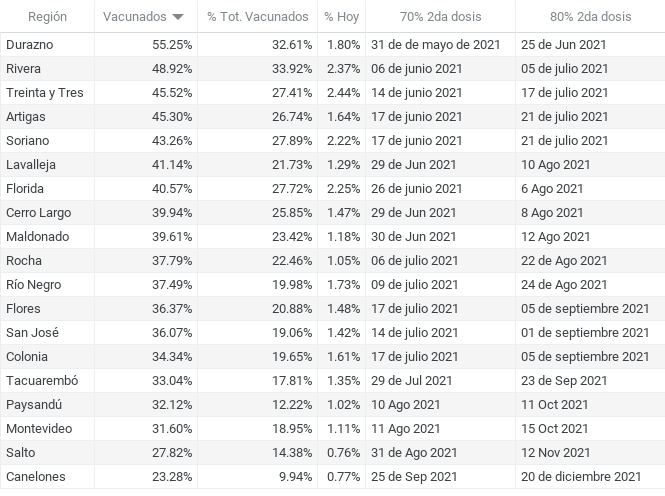 Región Vacunados % Tot. Vacunados % Hoy 70% 2da dosis 80% 2da dosis
Durazno 55.25% 32.61% 1.80% 31 de de mayo de 2021 25 de Jun 2021
Rivera 48.92% 33.92% 2.37% 06 de junio 2021 05 de julio 2021
Treinta y Tres 45.52% 27.41% 2.44% 14 de junio 2021 17 de julio 2021
Artigas 45.30% 26.74% 1.64% 17 de junio 2021 21 de julio 2021
Soriano 43.26% 27.89% 2.22% 17 de junio 2021 21 de julio 2021
Lavalleja 41.14% 21.73% 1.29% 29 de Jun 2021 10 Ago 2021
Florida 40.57% 27.72% 2.25% 26 de junio 2021 6 Ago 2021
Cerro Largo 39.94% 25.85% 1.47% 29 de Jun 2021 8 Ago 2021
Maldonado 39.61% 23.42% 1.18% 30 de Jun 2021 12 Ago 2021
Rocha 37.79% 22.46% 1.05% 06 de julio 2021 22 de Ago 2021
Río Negro 37.49% 19.98% 1.73% 09 de julio 2021 24 de Ago 2021
Flores 36.37% 20.88% 1.48% 17 de julio 2021 05 de septiembre 2021
San José 36.07% 19.06% 1.42% 14 de julio 2021 01 de septiembre 2021
Colonia 34.34% 19.65% 1.61% 17 de julio 2021 05 de septiembre 2021
Tacuarembó 33.04% 17.81% 1.35% 29 de Jul 2021 23 de Sep 2021
Paysandú 32.12% 12.22% 1.02% 10 Ago 2021 11 Oct 2021
Montevideo 31.60% 18.95% 1.11% 11 Ago 2021 15 Oct 2021
Salto 27.82% 14.38% 0.76% 31 de Ago 2021 12 Nov 2021
Canelones 23.28% 9.94% 0.77% 25 de Sep 2021 20 de diciembre 2021